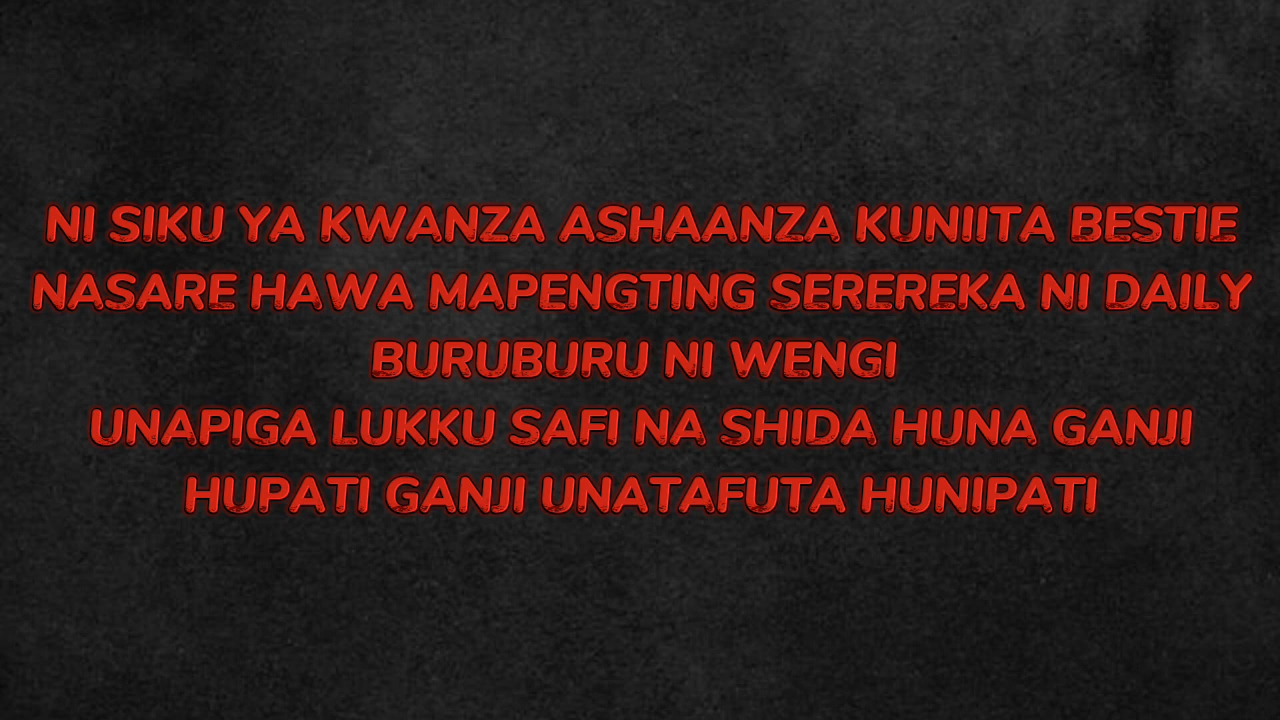 NI SIKU YA KWANZA ASHAANZA KUNIITA BESTIE
NASARE HAWA MAPENGTING SEREREKA NI DAILY
BURUBURU NI WENGI
UNAPIGA LUKKU SAFI NA SHIDA HUNA GANJI
HUPATI GANJI UNATAFUTA HUNIPATI